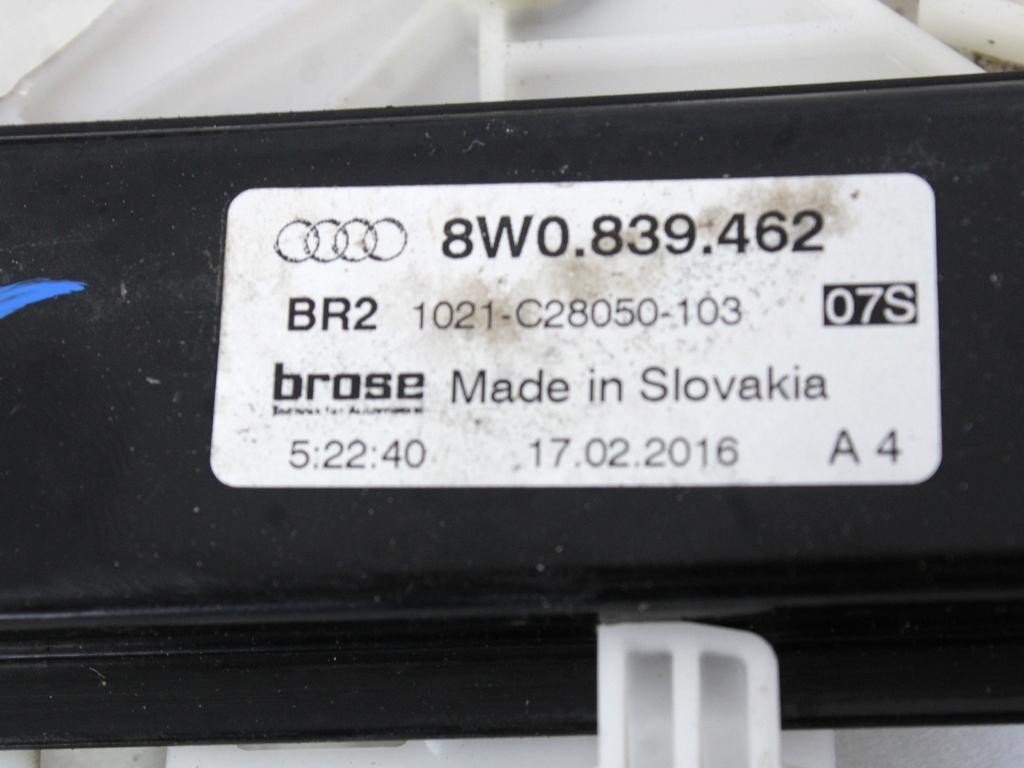 8W0.839.462
BR2 1021-C28050-103 07S
brose Made in Slovakia
5:22:40 17.02.2016 A 4